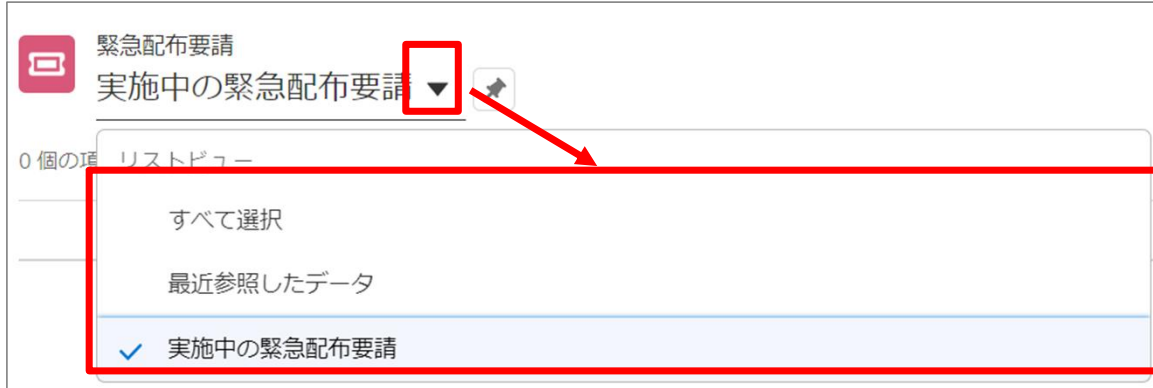 緊急配布要請
実施中の緊急配布要請
0 個の項
リストビュー
すべて選択
最近参照したデータ
実施中の緊急配布要請